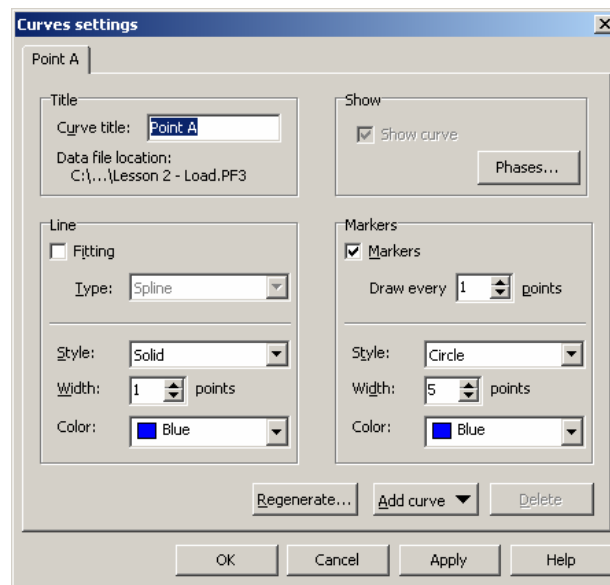 Curves settings
Point A
Title
Curve title: Point A
Data file location:
C:\...\Lesson 2 - Load.PF3
Show
Show curve
Phases...
Line
Fitting
Type: Spline
Style: Solid
Width: 1 points
Color: Blue
Markers
Markers
Draw every 1 points
Style: Circle
Width: 5 points
Color: Blue
Regenerate... Add curve Delete
OK Cancel Apply Help